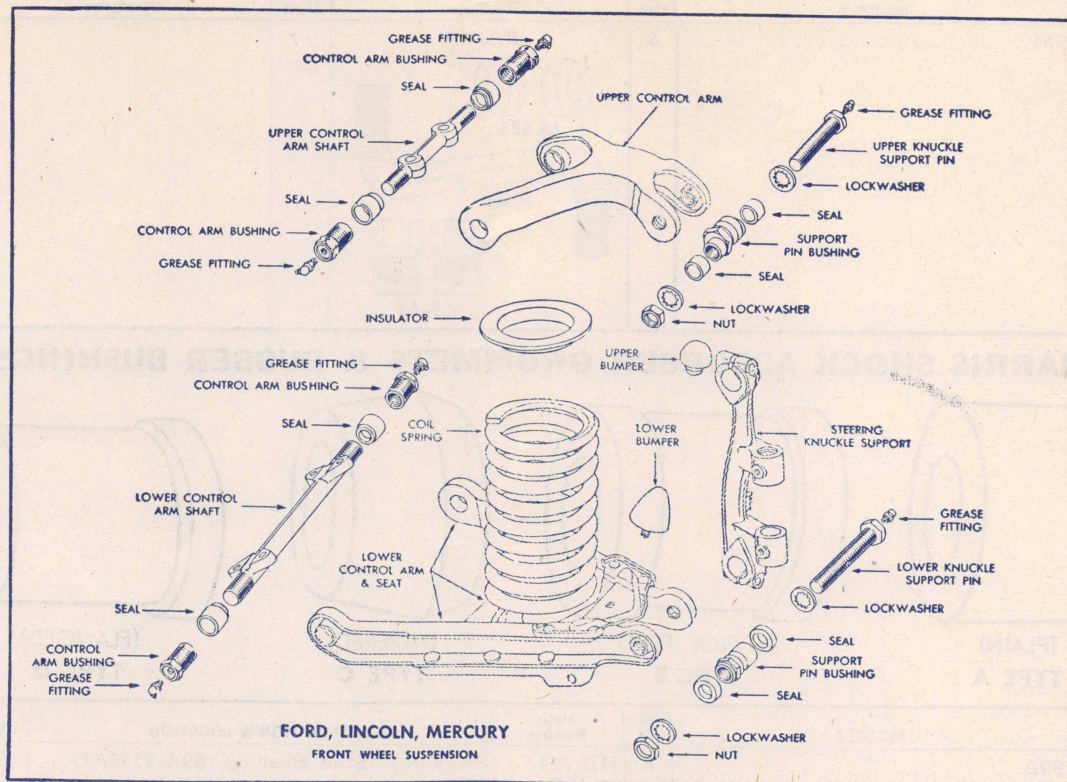 GREASE FITTING
CONTROL ARM BUSHING
SEAL
UPPER CONTROL
ARM SHAFT
SEAL
CONTROL ARM BUSHING
GREASE PITTING
UPPER CONTROL ARM
GREASE FITTING
UPPER KNUCKLE
SUPPORT PIN
LOCKWASHER
SEAL
SUPPORT
PIN BUSHING
SEAL
LOCKWASHER
NUT
INSULATOR
UPPER
BUMPER
GREASE FITTING
CONTROL ARM BUSHING
SEAL
COIL
SPRING
LOWER
BUMPER
STEERING
KNUCKLE SUPPORT
LOWER CONTROL
ARM SHAFT
LOWER
CONTROL ARM
& SEAT
GREASE
FITTING
LOWER KNUCKLE
SUPPORT PIN
LOCKWASHER
SEAL
CONTROL
ARM BUSHING
GREASE
FITTING
SEAL
SUPPORT
PIN BUSHING
SEAL
LOCKWASHER
NUT
FORD, LINCOLN, MERCURY
FRONT WHEEL SUSPENSION